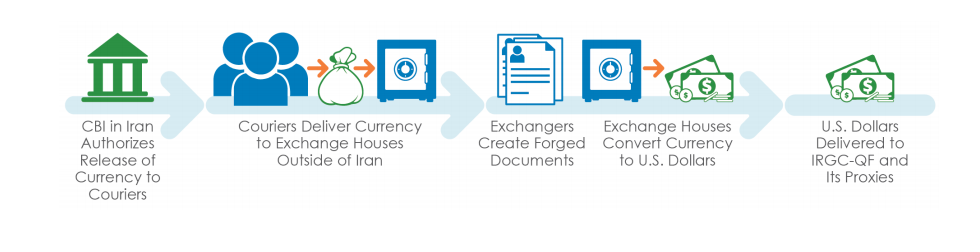 CBI in Iran
Authorizes
Release of
Currency to
Couriers
Couriers Deliver Currency
to Exchange Houses
Outside of Iran
Exchangers
Create Forged
Documents
Exchange Houses
Convert Currency
to U.S. Dollars
U.S. Dollars
Delivered to
IRGC-QF and
Its Proxies